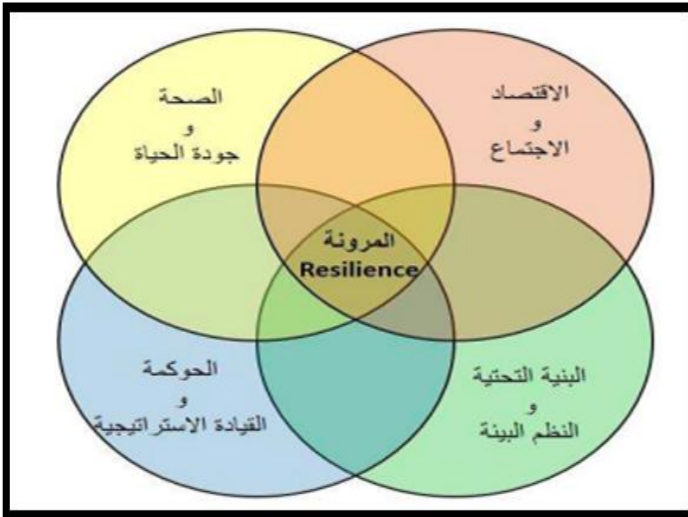 الاقتصاد
و
الاجتماع
الصحة
و
جودة الحياة
المرونة
Resilience
البنية التحتية
و
النظم البيئة
الحوكمة
و
القيادة الاستراتيجية